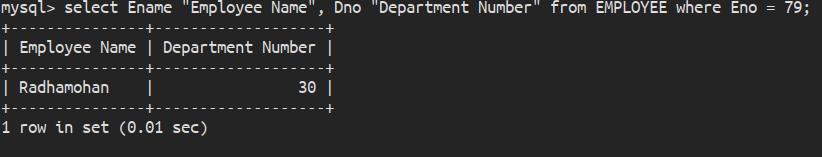 mysql> select Ename "Employee Name", Dno "Department Number" from EMPLOYEE where Eno = 79;
+---------------+-------------------+
| Employee Name | Department Number |
+---------------+-------------------+
| Radhamohan    |                30 |
+---------------+-------------------+
1 row in set (0.01 sec)